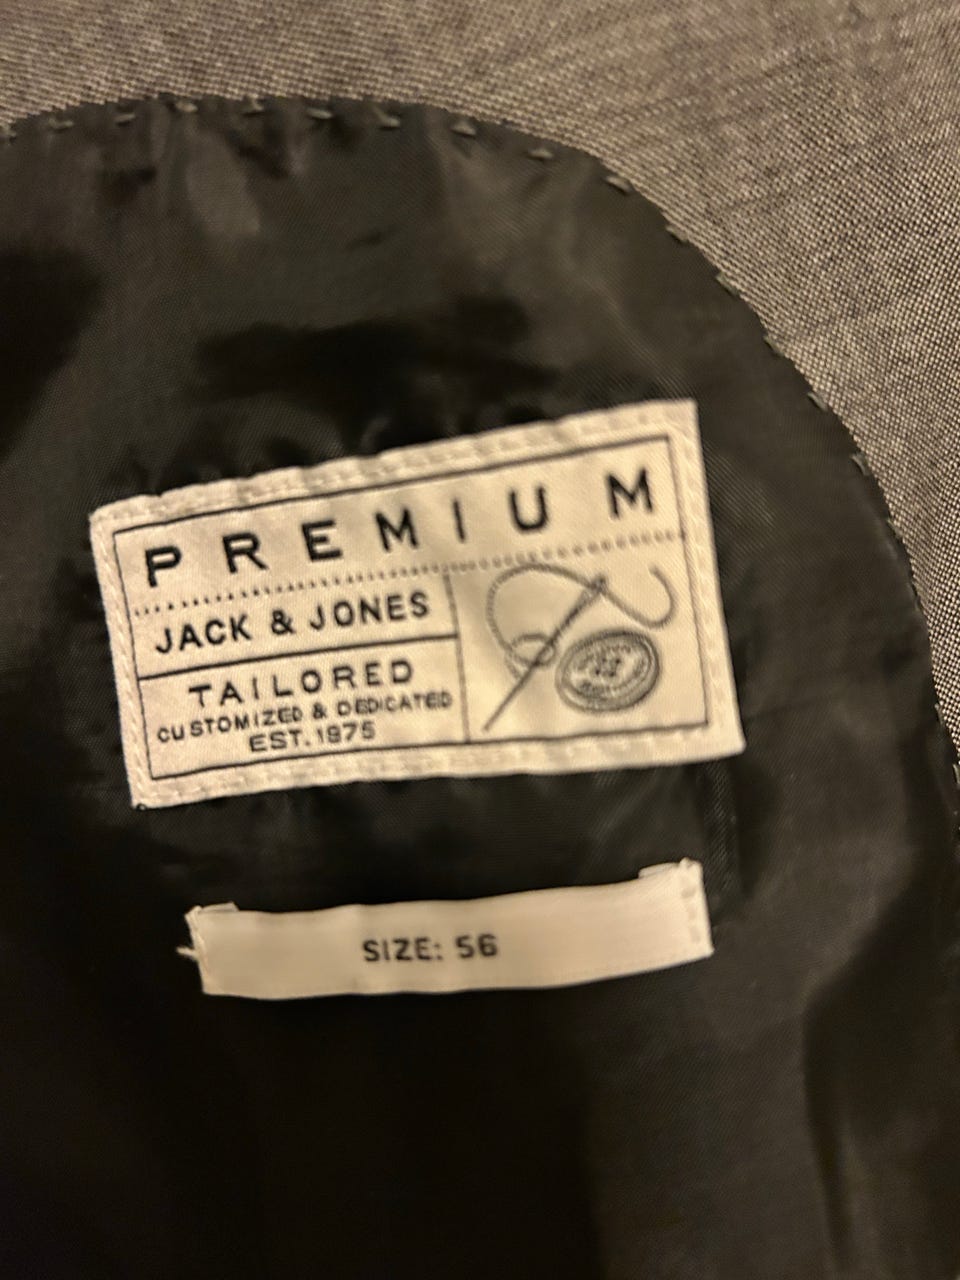 PREMIUM
JACK & JONES
TAILORED
CUSTOMIZED & DEDICATED
EST. 1975
SIZE: 56